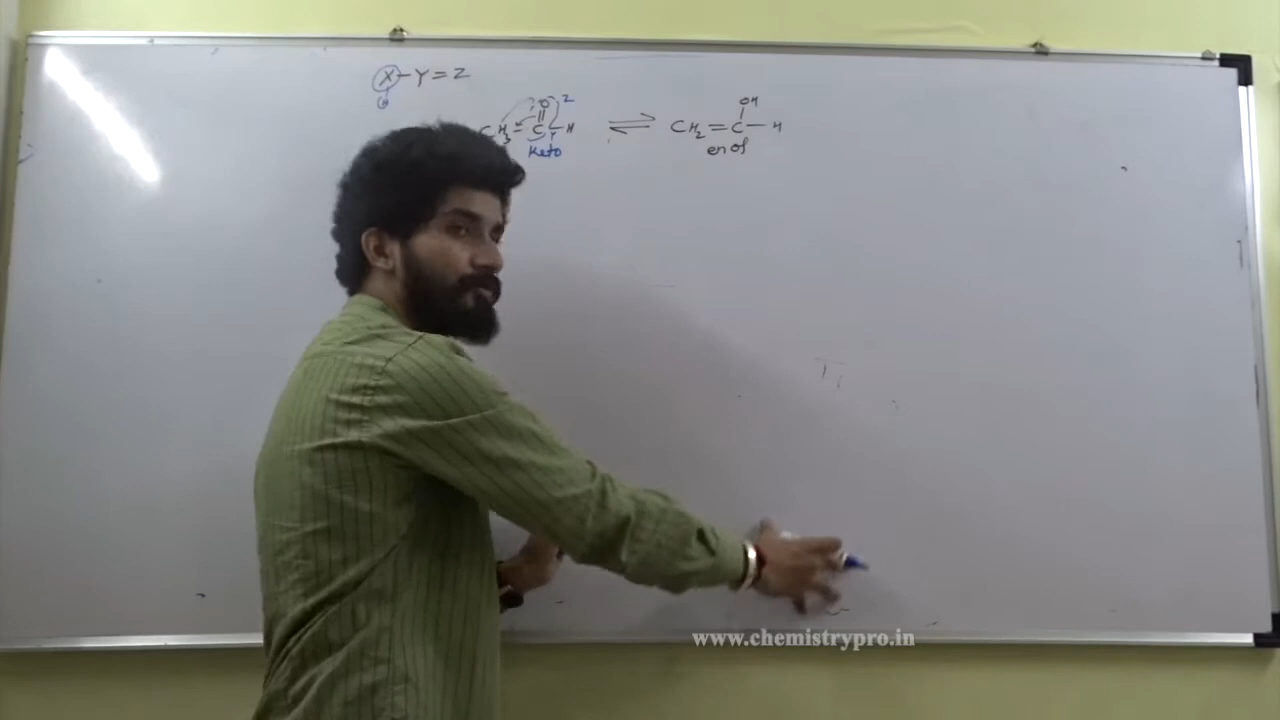 X-Y=Z
H
O Z
CH3-C-H ⇌ CH2=C-H
OH
Y
Keto enol
www.chemistrypro.in